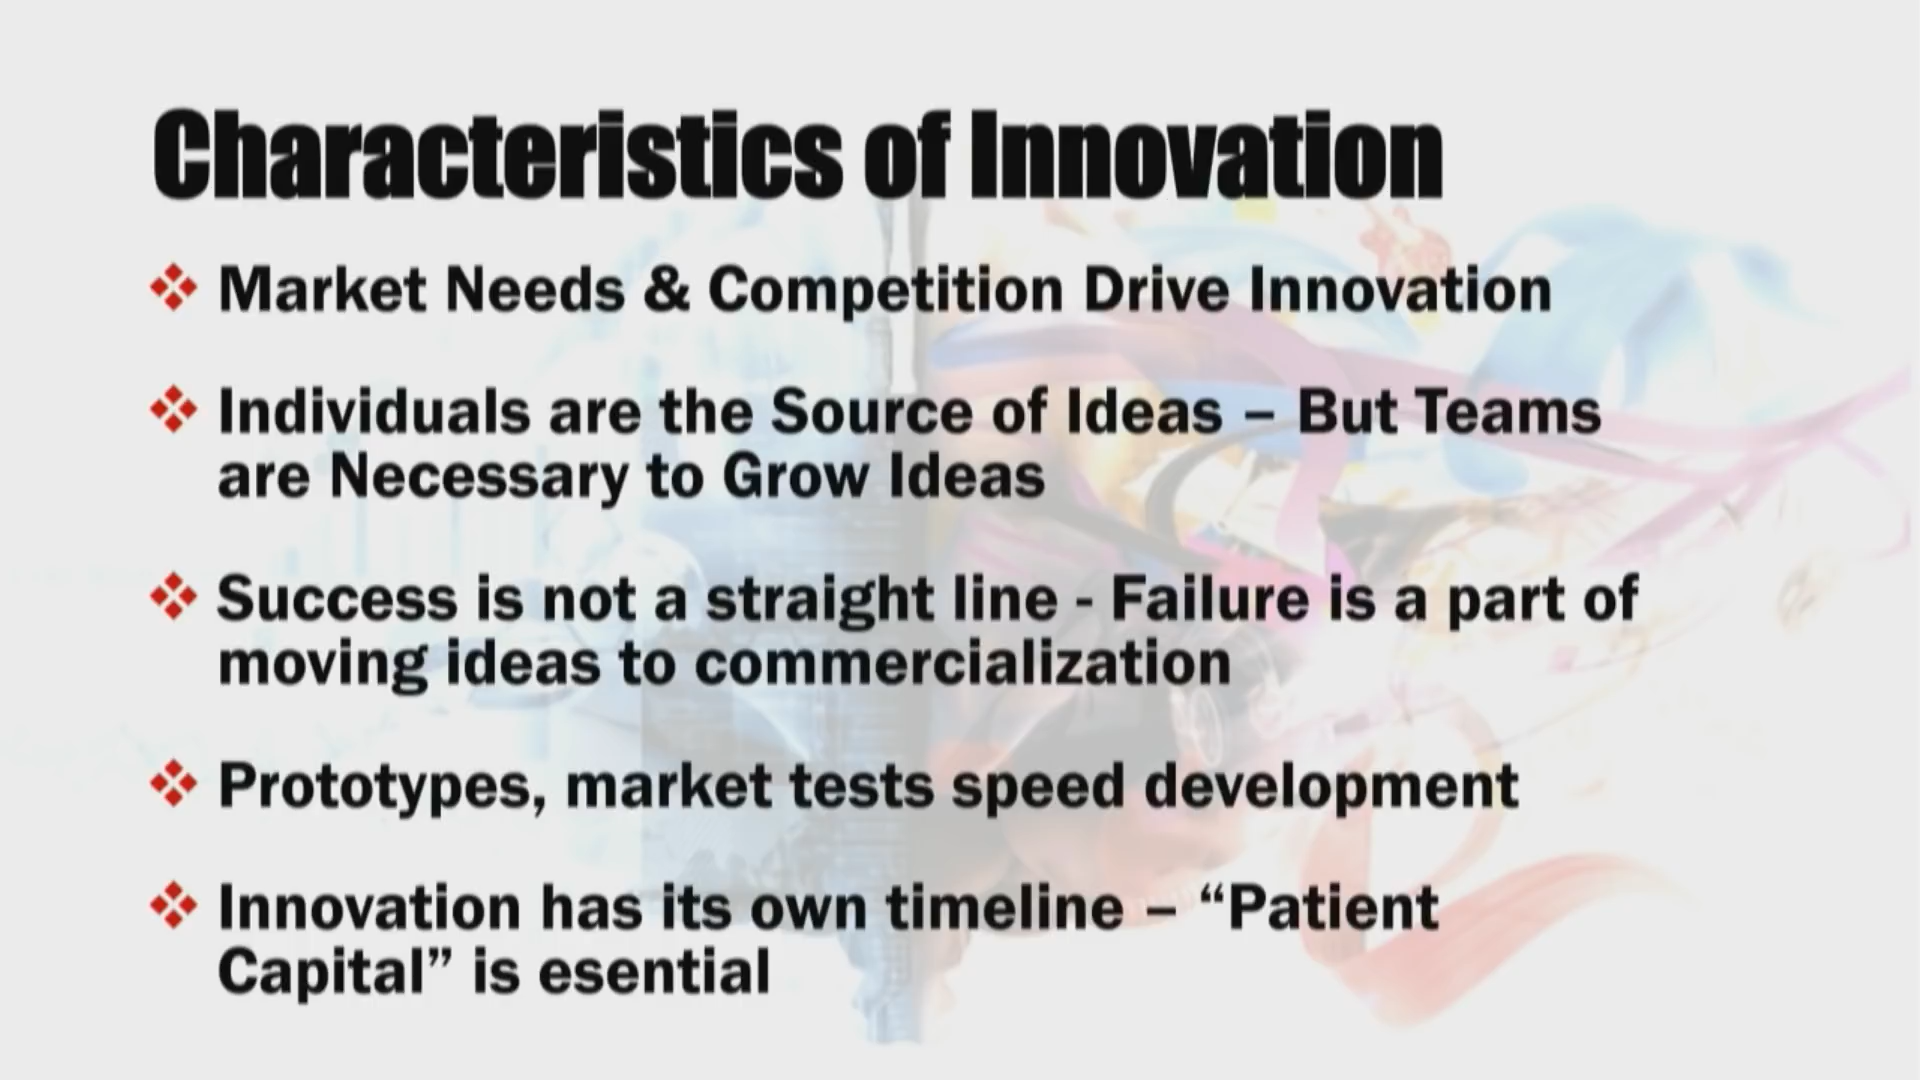 Characteristics of Innovation
Market Needs & Competition Drive Innovation
Individuals are the Source of Ideas – But Teams
are Necessary to Grow Ideas
Success is not a straight line - Failure is a part of
moving ideas to commercialization
Prototypes, market tests speed development
Innovation has its own timeline – “Patient
Capital” is esential